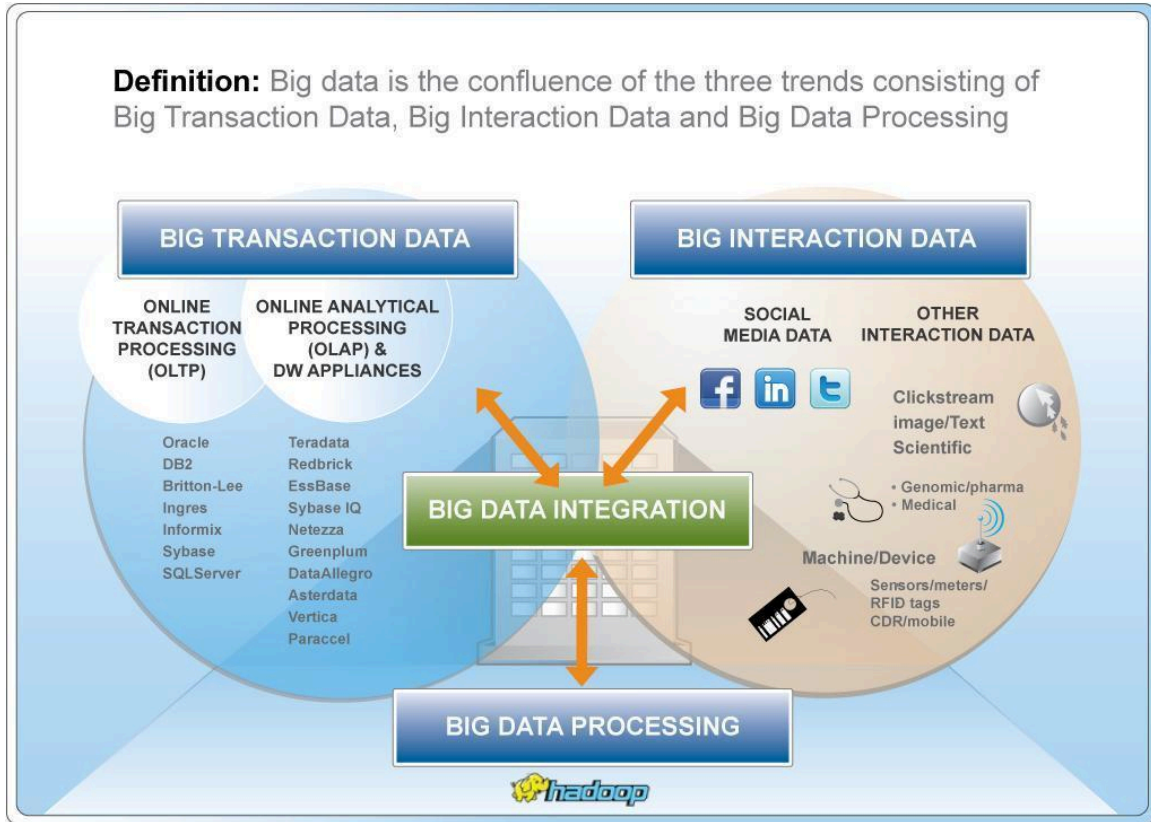 Definition: Big data is the confluence of the three trends consisting of
Big Transaction Data, Big Interaction Data and Big Data Processing
BIG TRANSACTION DATA
ONLINE
TRANSACTION
PROCESSING
(OLTP)
ONLINE ANALYTICAL
PROCESSING
(OLAP) &
DW APPLIANCES
Oracle
DB2
Britton-Lee
Ingres
Informix
Sybase
SQLServer
Teradata
Redbrick
EssBase
Sybase IQ
Netezza
Greenplum
DataAllegro
Asterdata
Vertica
Paraccel
BIG INTERACTION DATA
SOCIAL
MEDIA DATA
f
in
t
OTHER
INTERACTION DATA
Clickstream
image/Text
Scientific
• Genomic/pharma
• Medical
Machine/Device
Sensors/meters/
RFID tags
CDR/mobile
BIG DATA INTEGRATION
BIG DATA PROCESSING
hadoop